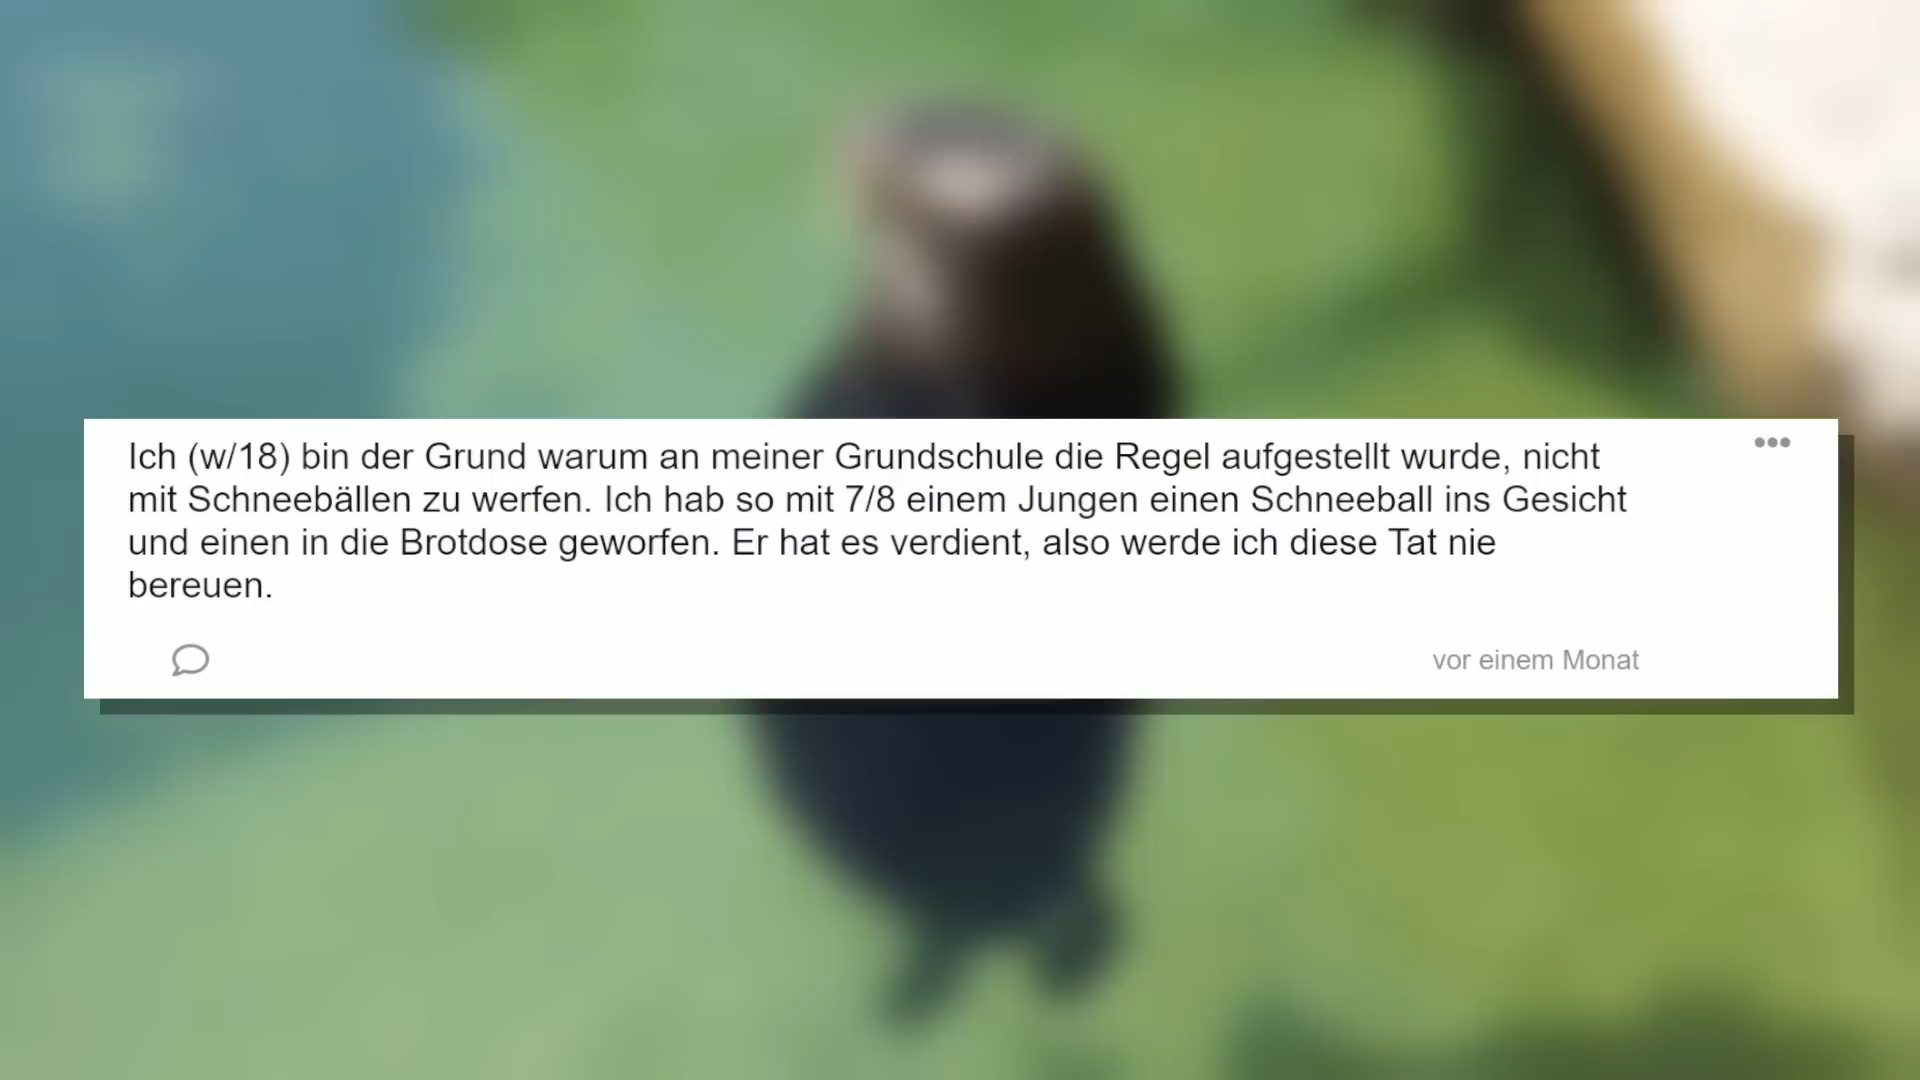 Ich (w/18) bin der Grund warum an meiner Grundschule die Regel aufgestellt wurde, nicht
mit Schneebällen zu werfen. Ich hab so mit 7/8 einem Jungen einen Schneeball ins Gesicht
und einen in die Brotdose geworfen. Er hat es verdient, also werde ich diese Tat nie
bereuen.
vor einem Monat